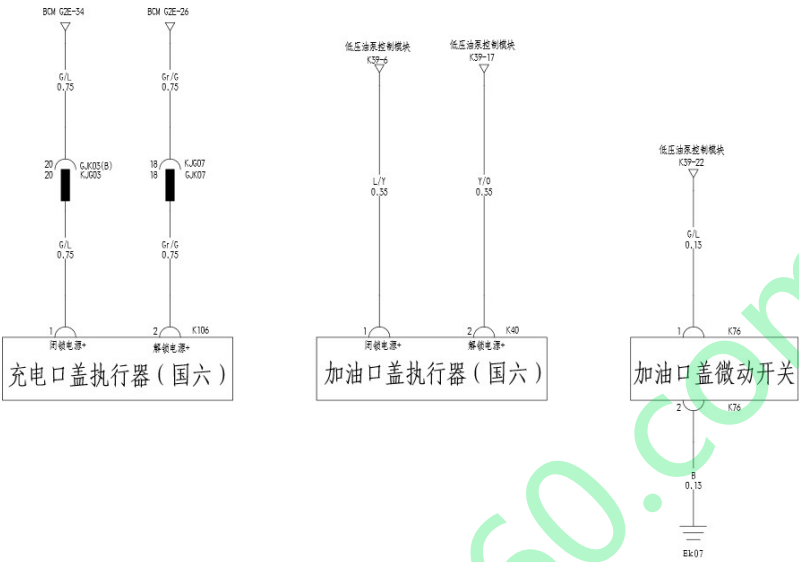 BCM G2E-34
G/L
0.75
20 GJK03(B)
20 KJG03
G/L
0.75
1
闭锁电源+
BCM G2E-26
Gr/G
0.75
18 KJG07
18 GJK07
Gr/G
0.75
2 K106
解锁电源+
充电口盖执行器(国六)
低压油泵控制模块
K39-6
L/Y
0.35
1
闭锁电源+
低压油泵控制模块
K39-17
Y/O
0.35
2 K40
解锁电源+
加油口盖执行器(国六)
低压油泵控制模块
K39-22
G/L
0.13
1 K76
加油口盖微动开关
2 K76
B
0.13
Ek07
60.com